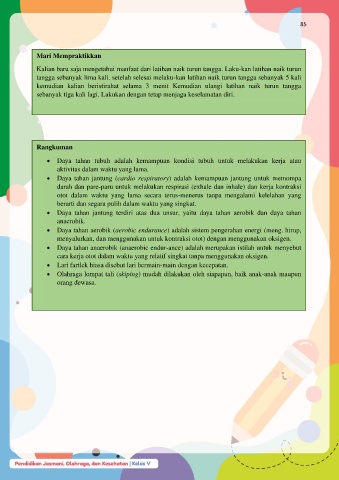 85
Mari Mempraktikkan
Kalian baru saja mengetahui manfaat dari latihan naik turun tangga. Laku-kan latihan naik turun
tangga sebanyak lima kali. setelah selesai melaku-kan latihan naik turun tangga sebanyak 5 kali
kemudian kalian beristirahat selama 3 menit Kemudian ulangi latihan naik turun tangga
sebanyak tiga kali lagi. Lakukan dengan tetap menjaga keselamatan diri.
Rangkuman
• Daya tahan tubuh adalah kemampuan kondisi tubuh untuk melakukan kerja atau
aktivitas dalam waktu yang lama.
• Daya tahan jantung (cardio respiratory) adalah kemampuan jantung untuk memompa
darah dan paru-paru untuk melakukan respirasi (exhale dan inhale) dan kerja kontraksi
otot dalam waktu yang lama secara terus-menerus tanpa mengalami kelelahan yang
berarti dan segera pulih dalam waktu yang singkat.
• Daya tahan jantung terdiri atas dua unsur, yaitu daya tahan aerobik dan daya tahan
anaerobik.
• Daya tahan aerobik (aerobic endurance) adalah sistem pengerahan energi (meng. hirup,
menyalurkan, dan menggunakan untuk kontraksi otot) dengan menggunakan oksigen.
• Daya tahan anaerobik (anaerobic endur-ance) adalah merupakan istilah untuk menyebut
cara kerja otot dalam waktu yang relatif singkat tanpa menggunakan oksigen.
• Lari fartlek biasa disebut lari bermain-main dengan kecepatan.
• Olahraga lompat tali (skiping) mudah dilakukan oleh siapapun, baik anak-anak maupun
orang dewasa.
Pendidikan Jasmani, Olahraga, dan Kesehatan | Kelas V